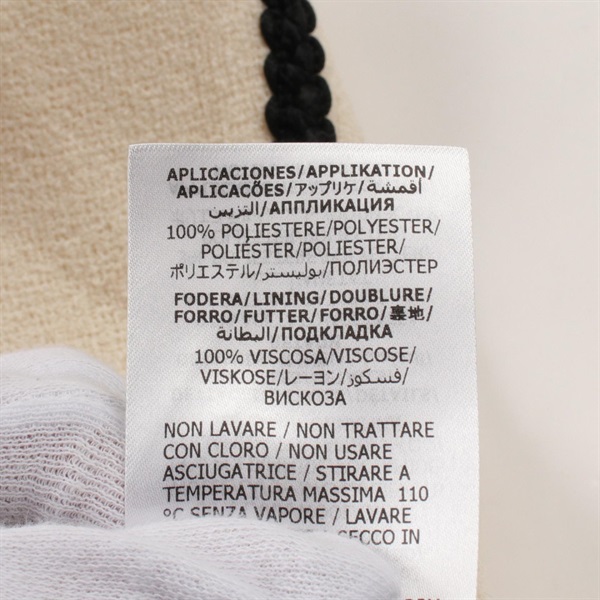 APLICACIONES/APPLIKATION/
APLICAÇÕES/アップリケ/أقمشة/
التزيين/АППЛИКАЦИЯ
100% POLIESTERE/POLYESTER/
POLIÉSTER/POLIESTER/
ポリエステル/بوليستر/ПОЛИЭСТЕР
FODERA/LINING/DOUBLURE/
FORRO/FUTTER/FORRO/裏地/
البطانة/ПОДКЛАДКА
100% VISCOSA/VISCOSE/
VISKOSE/レーヨン/فسكوز/
ВИСКОЗА
NON LAVARE / NON TRATTARE
CON CLORO / NON USARE
ASCIUGATRICE / STIRARE A
TEMPERATURA MASSIMA 110
°C SENZA VAPORE / LAVARE
SECCO IN